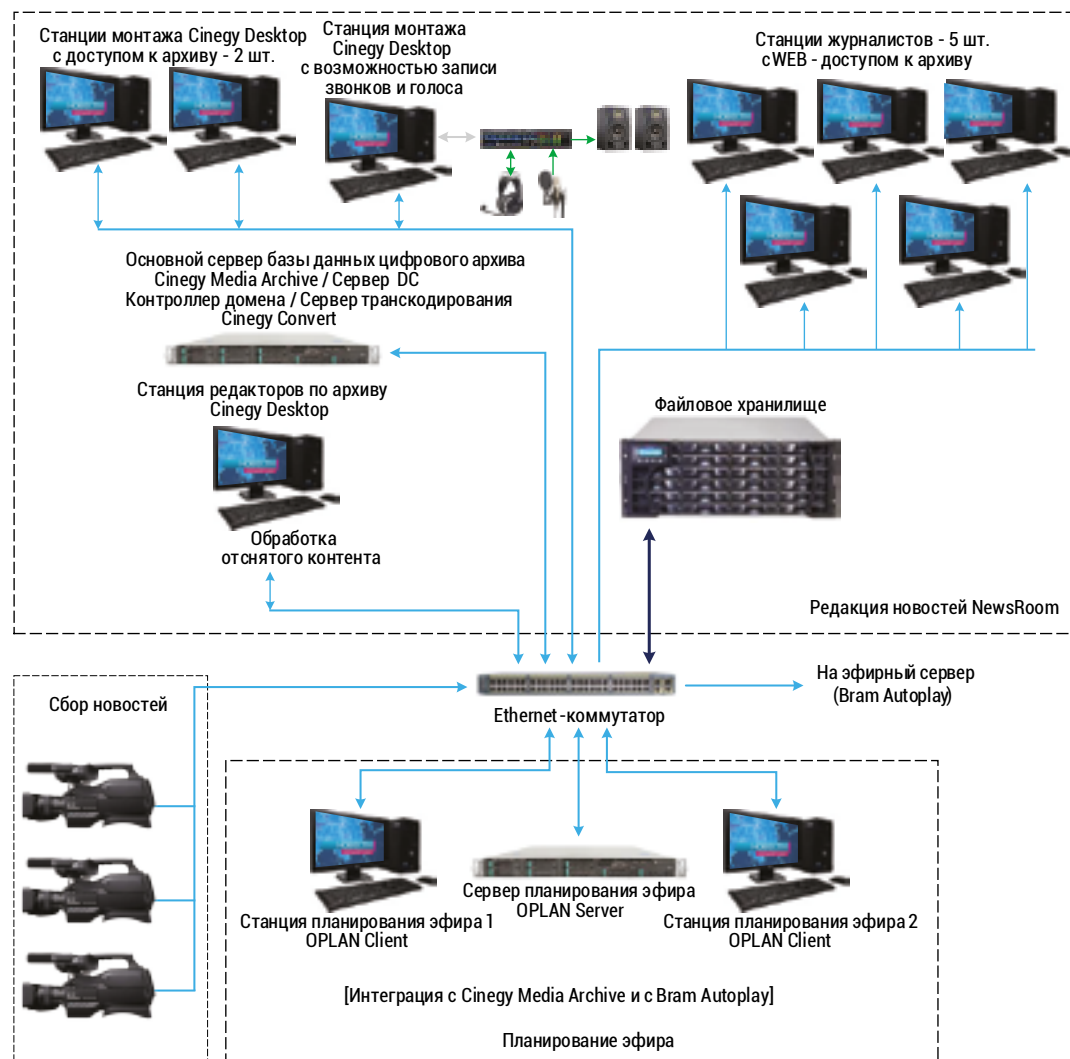 Станции монтажа Cinegy Desktop
с доступом к архиву - 2 шт.
Станция монтажа
Cinegy Desktop
с возможностью записи
звонков и голоса
Станции журналистов - 5 шт.
cWEB - доступом к архиву
Основной сервер базы данных цифрового архива
Cinegy Media Archive / Сервер DC
Контроллер домена / Сервер транскодирования
Cinegy Convert
Станция редакторов по архиву
Cinegy Desktop
Файловое хранилище
Обработка
отснятого контента
Редакция новостей NewsRoom
Сбор новостей
Ethernet-коммутатор
На эфирный сервер
(Bram Autoplay)
Станция планирования эфира 1
OPLAN Client
Сервер планирования эфира
OPLAN Server
Станция планирования эфира 2
OPLAN Client
[Интеграция с Cinegy Media Archive и с Bram Autoplay]
Планирование эфира